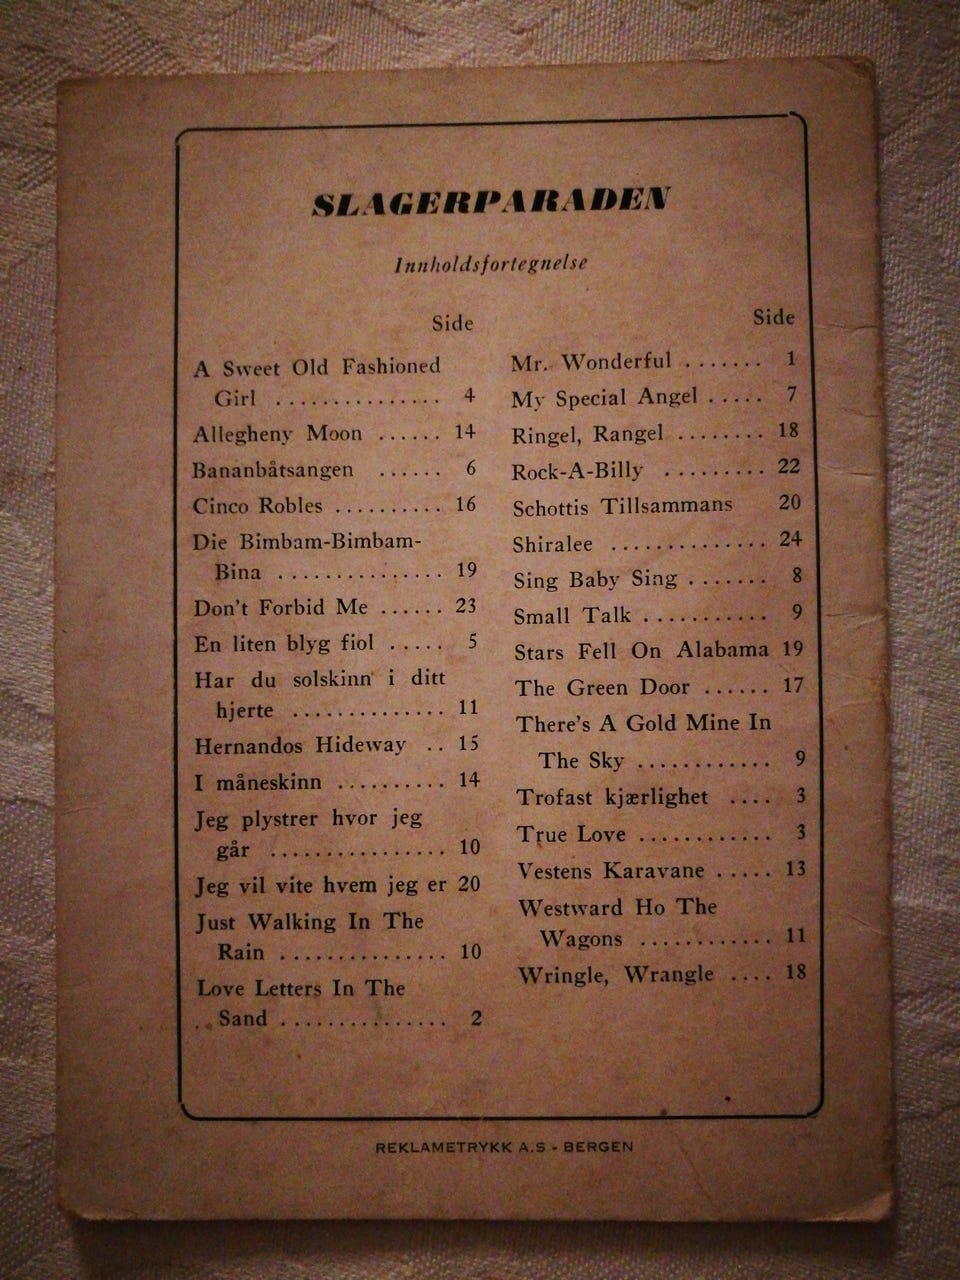 SLAGERPARADEN
Innholdsfortegnelse
Side
A Sweet Old Fashioned
Girl ............... 4
Allegheny Moon ...... 14
Bananbåtsangen ...... 6
Cinco Robles .......... 16
Die Bimbam-Bimbam-
Bina ............... 19
Don't Forbid Me ...... 23
En liten blyg fiol ..... 5
Har du solskinn i ditt
hjerte .............. 11
Hernandos Hideway .. 15
I måneskinn .......... 14
Jeg plystrer hvor jeg
går ................ 10
Jeg vil vite hvem jeg er 20
Just Walking In The
Rain ............... 10
Love Letters In The
Sand ............... 2
Side
Mr. Wonderful ....... 1
My Special Angel ..... 7
Ringel, Rangel ........ 18
Rock-A-Billy ......... 22
Schottis Tillsammans 20
Shiralee .............. 24
Sing Baby Sing ....... 8
Small Talk ........... 9
Stars Fell On Alabama 19
The Green Door ...... 17
There's A Gold Mine In
The Sky ............ 9
Trofast kjærlighet .... 3
True Love ............ 3
Vestens Karavane ..... 13
Westward Ho The
Wagons ............ 11
Wringle, Wrangle .... 18
REKLAMETRYKK A.S - BERGEN